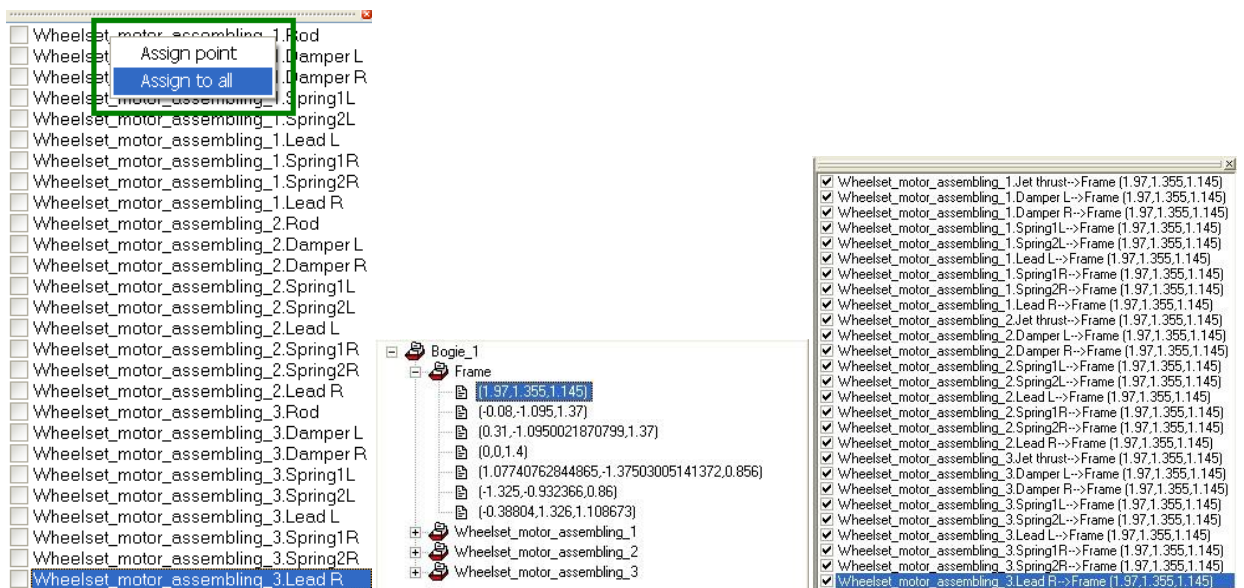 Wheelset_motor_assembling_1.Rod
Wheelset Assign point 1.Damper L
Wheelset Assign to all 1.Damper R
Wheelset_motor_assembling_1.Spring1L
Wheelset_motor_assembling_1.Spring2L
Wheelset_motor_assembling_1.Lead L
Wheelset_motor_assembling_1.Spring1R
Wheelset_motor_assembling_1.Spring2R
Wheelset_motor_assembling_1.Lead R
Wheelset_motor_assembling_2.Rod
Wheelset_motor_assembling_2.Damper L
Wheelset_motor_assembling_2.Damper R
Wheelset_motor_assembling_2.Spring1L
Wheelset_motor_assembling_2.Spring2L
Wheelset_motor_assembling_2.Lead L
Wheelset_motor_assembling_2.Spring1R
Wheelset_motor_assembling_2.Spring2R
Wheelset_motor_assembling_2.Lead R
Wheelset_motor_assembling_3.Rod
Wheelset_motor_assembling_3.Damper L
Wheelset_motor_assembling_3.Damper R
Wheelset_motor_assembling_3.Spring1L
Wheelset_motor_assembling_3.Spring2L
Wheelset_motor_assembling_3.Lead L
Wheelset_motor_assembling_3.Spring1R
Wheelset_motor_assembling_3.Spring2R
Wheelset_motor_assembling_3.Lead R
Bogie_1
Frame
(1.97,1.355,1.145)
(-0.08,-1.095,1.37)
(0.31,-1.0950021870799,1.37)
(0,0,1.4)
(1.07740762844865,-1.37503005141372,0.856)
(-1.325,-0.932366,0.86)
(-0.38804,1.326,1.108673)
Wheelset_motor_assembling_1
Wheelset_motor_assembling_2
Wheelset_motor_assembling_3
Wheelset_motor_assembling_1.Jet thrust-->Frame (1.97,1.355,1.145)
Wheelset_motor_assembling_1.Damper L-->Frame (1.97,1.355,1.145)
Wheelset_motor_assembling_1.Damper R-->Frame (1.97,1.355,1.145)
Wheelset_motor_assembling_1.Spring1L-->Frame (1.97,1.355,1.145)
Wheelset_motor_assembling_1.Spring2L-->Frame (1.97,1.355,1.145)
Wheelset_motor_assembling_1.Lead L-->Frame (1.97,1.355,1.145)
Wheelset_motor_assembling_1.Spring1R-->Frame (1.97,1.355,1.145)
Wheelset_motor_assembling_1.Spring2R-->Frame (1.97,1.355,1.145)
Wheelset_motor_assembling_1.Lead R-->Frame (1.97,1.355,1.145)
Wheelset_motor_assembling_2.Jet thrust-->Frame (1.97,1.355,1.145)
Wheelset_motor_assembling_2.Damper L-->Frame (1.97,1.355,1.145)
Wheelset_motor_assembling_2.Damper R-->Frame (1.97,1.355,1.145)
Wheelset_motor_assembling_2.Spring1L-->Frame (1.97,1.355,1.145)
Wheelset_motor_assembling_2.Spring2L-->Frame (1.97,1.355,1.145)
Wheelset_motor_assembling_2.Lead L-->Frame (1.97,1.355,1.145)
Wheelset_motor_assembling_2.Spring1R-->Frame (1.97,1.355,1.145)
Wheelset_motor_assembling_2.Spring2R-->Frame (1.97,1.355,1.145)
Wheelset_motor_assembling_2.Lead R-->Frame (1.97,1.355,1.145)
Wheelset_motor_assembling_3.Jet thrust-->Frame (1.97,1.355,1.145)
Wheelset_motor_assembling_3.Damper L-->Frame (1.97,1.355,1.145)
Wheelset_motor_assembling_3.Damper R-->Frame (1.97,1.355,1.145)
Wheelset_motor_assembling_3.Spring1L-->Frame (1.97,1.355,1.145)
Wheelset_motor_assembling_3.Spring2L-->Frame (1.97,1.355,1.145)
Wheelset_motor_assembling_3.Lead L-->Frame (1.97,1.355,1.145)
Wheelset_motor_assembling_3.Spring1R-->Frame (1.97,1.355,1.145)
Wheelset_motor_assembling_3.Spring2R-->Frame (1.97,1.355,1.145)
Wheelset_motor_assembling_3.Lead R-->Frame (1.97,1.355,1.145)